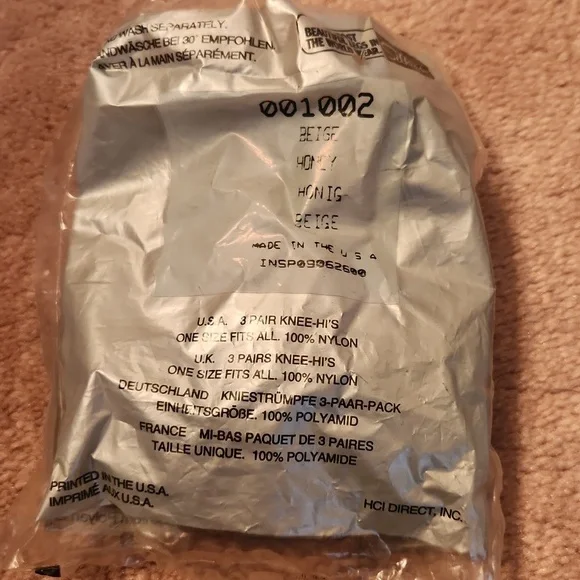 WASH SEPARATELY.
HANDWÄSCHE BEI 30° EMPFOHLEN.
LAVER À LA MAIN SÉPARÉMENT.
001002
BEIGE
HONEY
HONIG
BEIGE
MADE IN THE U S A
INSP09062600
U.S.A. 3 PAIR KNEE-HI'S
ONE SIZE FITS ALL. 100% NYLON
U.K. 3 PAIRS KNEE-HI'S
ONE SIZE FITS ALL. 100% NYLON
DEUTSCHLAND KNIESTRÜMPFE 3-PAAR-PACK
EINHEITSGRÖBE. 100% POLYAMID
FRANCE MI-BAS PAQUET DE 3 PAIRES
TAILLE UNIQUE. 100% POLYAMIDE
PRINTED IN THE U.S.A.
IMPRIMÉ AUX U.S.A.
HCI DIRECT, INC.